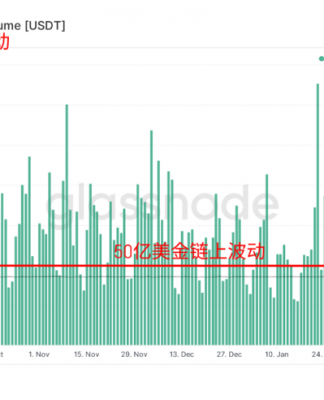 ume [USDT]
动
glassnode
50亿美金链上波动
ct 1. Nov 15. Nov 29. Nov 13. Dec 27. Dec 10. Jan 24.